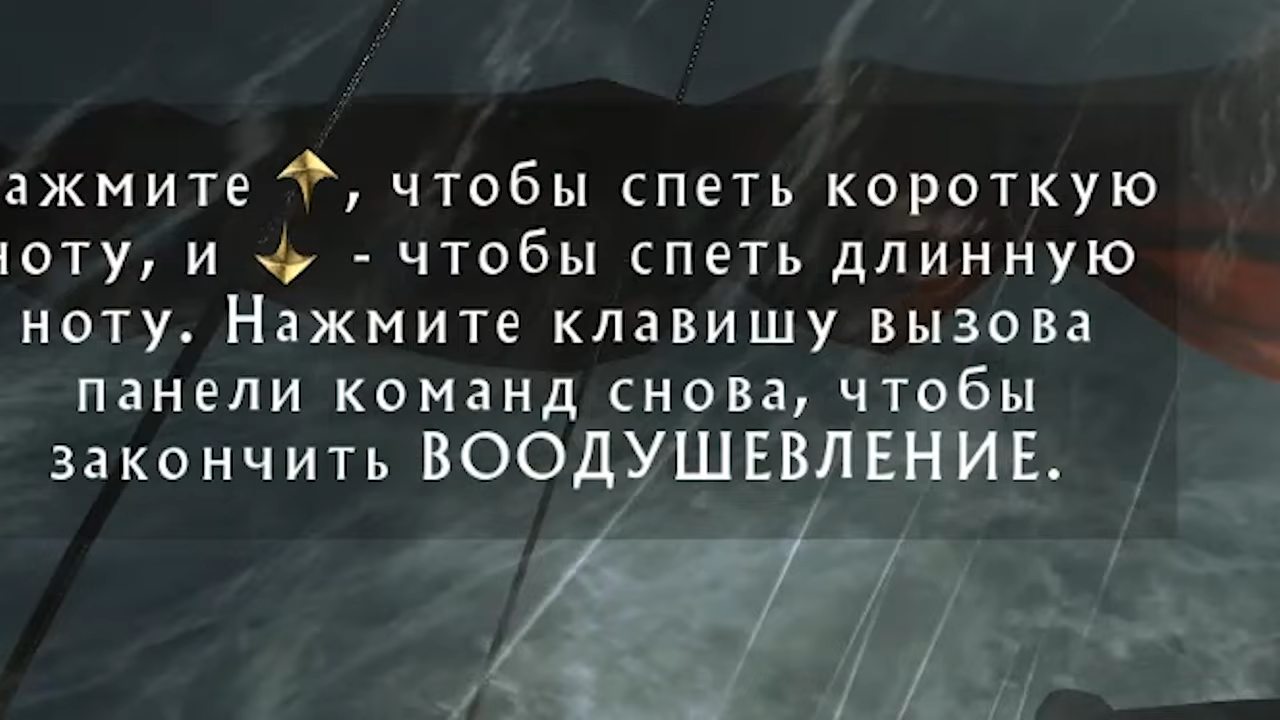 ажмите , чтобы спеть короткую
ноту, и - чтобы спеть длинную
ноту. Нажмите клавишу вызова
панели команд снова, чтобы
закончить ВООДУШЕВЛЕНИЕ.